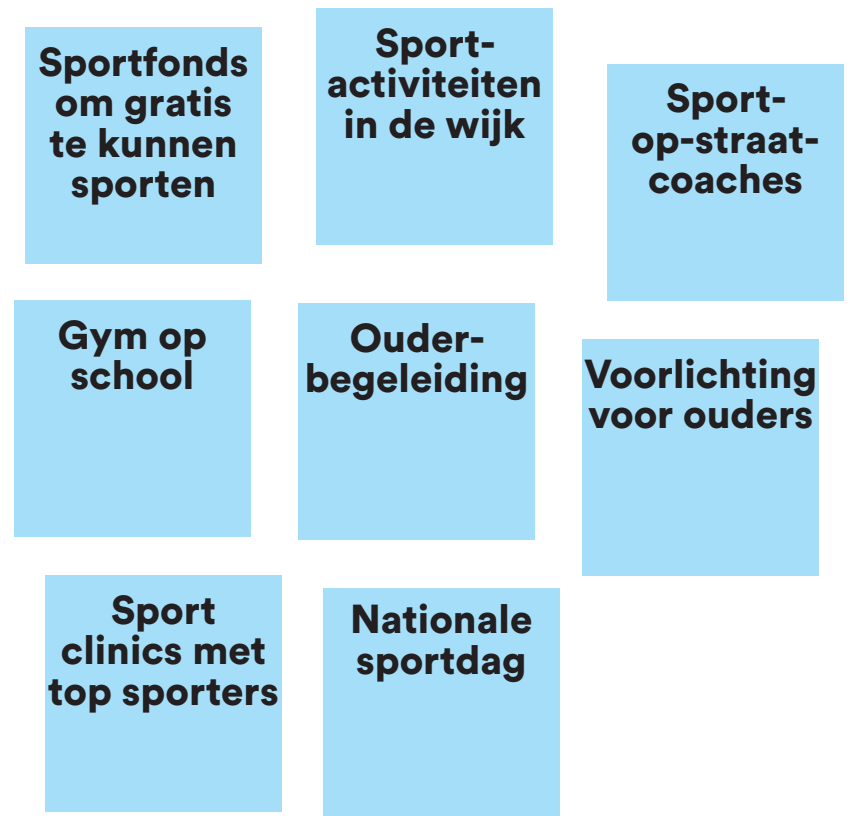 Sportfonds
om gratis
te kunnen
sporten
Sport-
activiteiten
in de wijk
Sport-
op-straat-
coaches
Gym op
school
Ouder-
begeleiding
Voorlichting
voor ouders
Sport
clinics met
top sporters
Nationale
sportdag